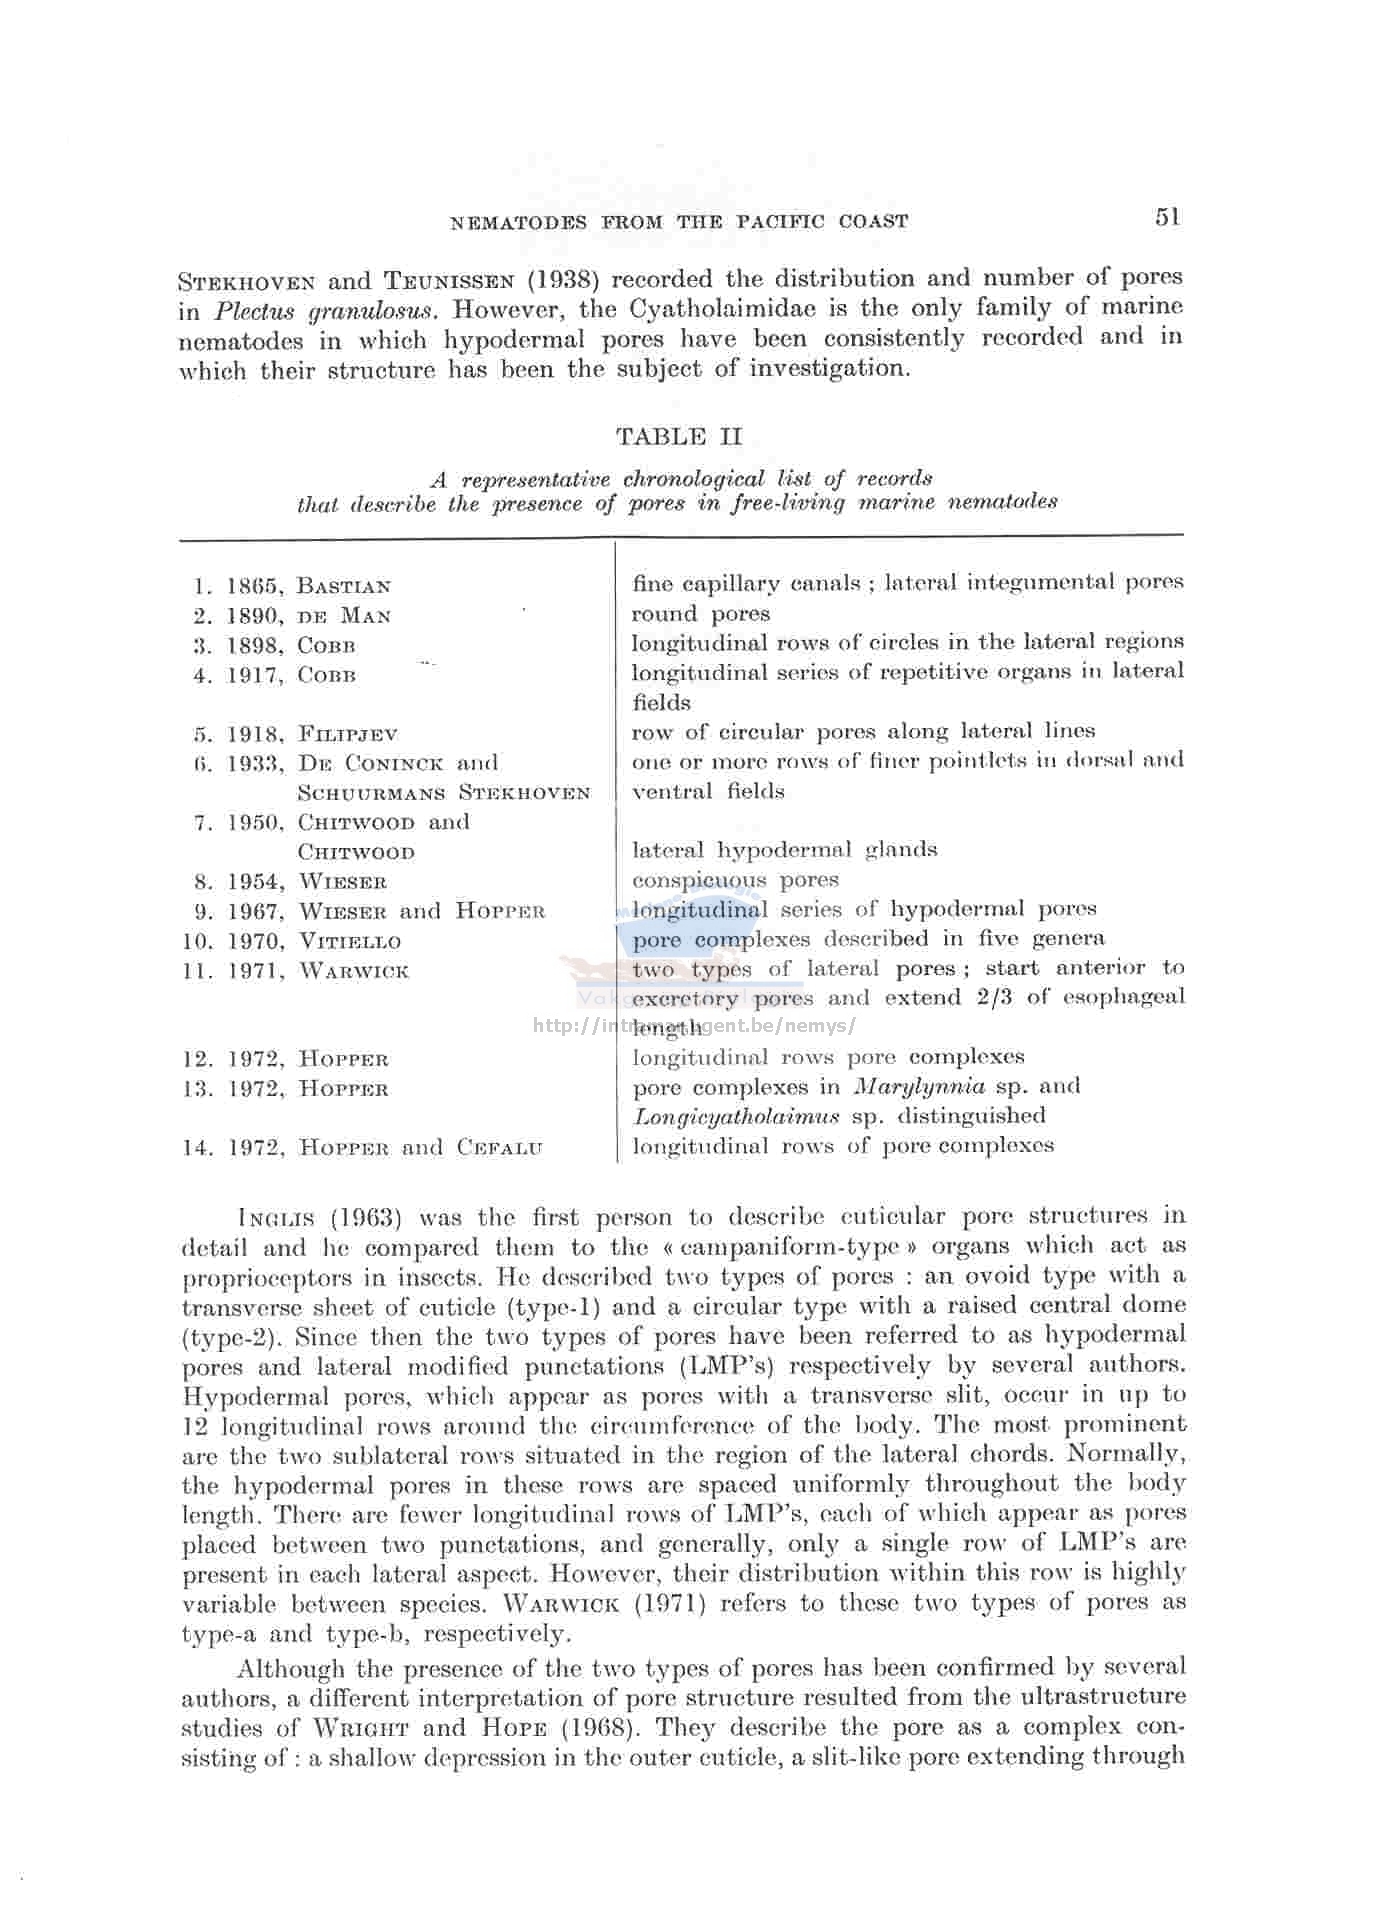 NEMATODES FROM THE PACIFIC COAST 51
STEKHOVEN and TEUNISSEN (1938) recorded the distribution and number of pores
in Plectus granulosus. However, the Cyatholaimidae is the only family of marine
nematodes in which hypodermal pores have been consistently recorded and in
which their structure has been the subject of investigation.
TABLE II
A representative chronological list of records
that describe the presence of pores in free-living marine nematodes
1. 1865, BASTIAN fine capillary canals ; lateral integumental pores
2. 1890, DE MAN round pores
3. 1898, COBB longitudinal rows of circles in the lateral regions
4. 1917, COBB longitudinal series of repetitive organs in lateral
fields
5. 1918, FILIPJEV row of circular pores along lateral lines
6. 1933, DE CONINCK and one or more rows of finer pointlets in dorsal and
SCHUURMANS STEKHOVEN ventral fields
7. 1950, CHITWOOD and
CHITWOOD lateral hypodermal glands
8. 1954, WIESER conspicuous pores
9. 1967, WIESER and HOPPER longitudinal series of hypodermal pores
10. 1970, VITIELLO pore complexes described in five genera
11. 1971, WARWICK two types of lateral pores ; start anterior to
excretory pores and extend 2/3 of esophageal
length
http://intramar.ugent.be/nemys/
12. 1972, HOPPER longitudinal rows pore complexes
13. 1972, HOPPER pore complexes in Marylynnia sp. and
Longicyatholaimus sp. distinguished
14. 1972, HOPPER and CEFALU longitudinal rows of pore complexes
INGLIS (1963) was the first person to describe cuticular pore structures in
detail and he compared them to the « campaniform-type » organs which act as
proprioceptors in insects. He described two types of pores : an ovoid type with a
transverse sheet of cuticle (type-1) and a circular type with a raised central dome
(type-2). Since then the two types of pores have been referred to as hypodermal
pores and lateral modified punctations (LMP's) respectively by several authors.
Hypodermal pores, which appear as pores with a transverse slit, occur in up to
12 longitudinal rows around the circumference of the body. The most prominent
are the two sublateral rows situated in the region of the lateral chords. Normally,
the hypodermal pores in these rows are spaced uniformly throughout the body
length. There are fewer longitudinal rows of LMP's, each of which appear as pores
placed between two punctations, and generally, only a single row of LMP's are
present in each lateral aspect. However, their distribution within this row is highly
variable between species. WARWICK (1971) refers to these two types of pores as
type-a and type-b, respectively.
Although the presence of the two types of pores has been confirmed by several
authors, a different interpretation of pore structure resulted from the ultrastructure
studies of WRIGHT and HOPE (1968). They describe the pore as a complex con-
sisting of : a shallow depression in the outer cuticle, a slit-like pore extending through